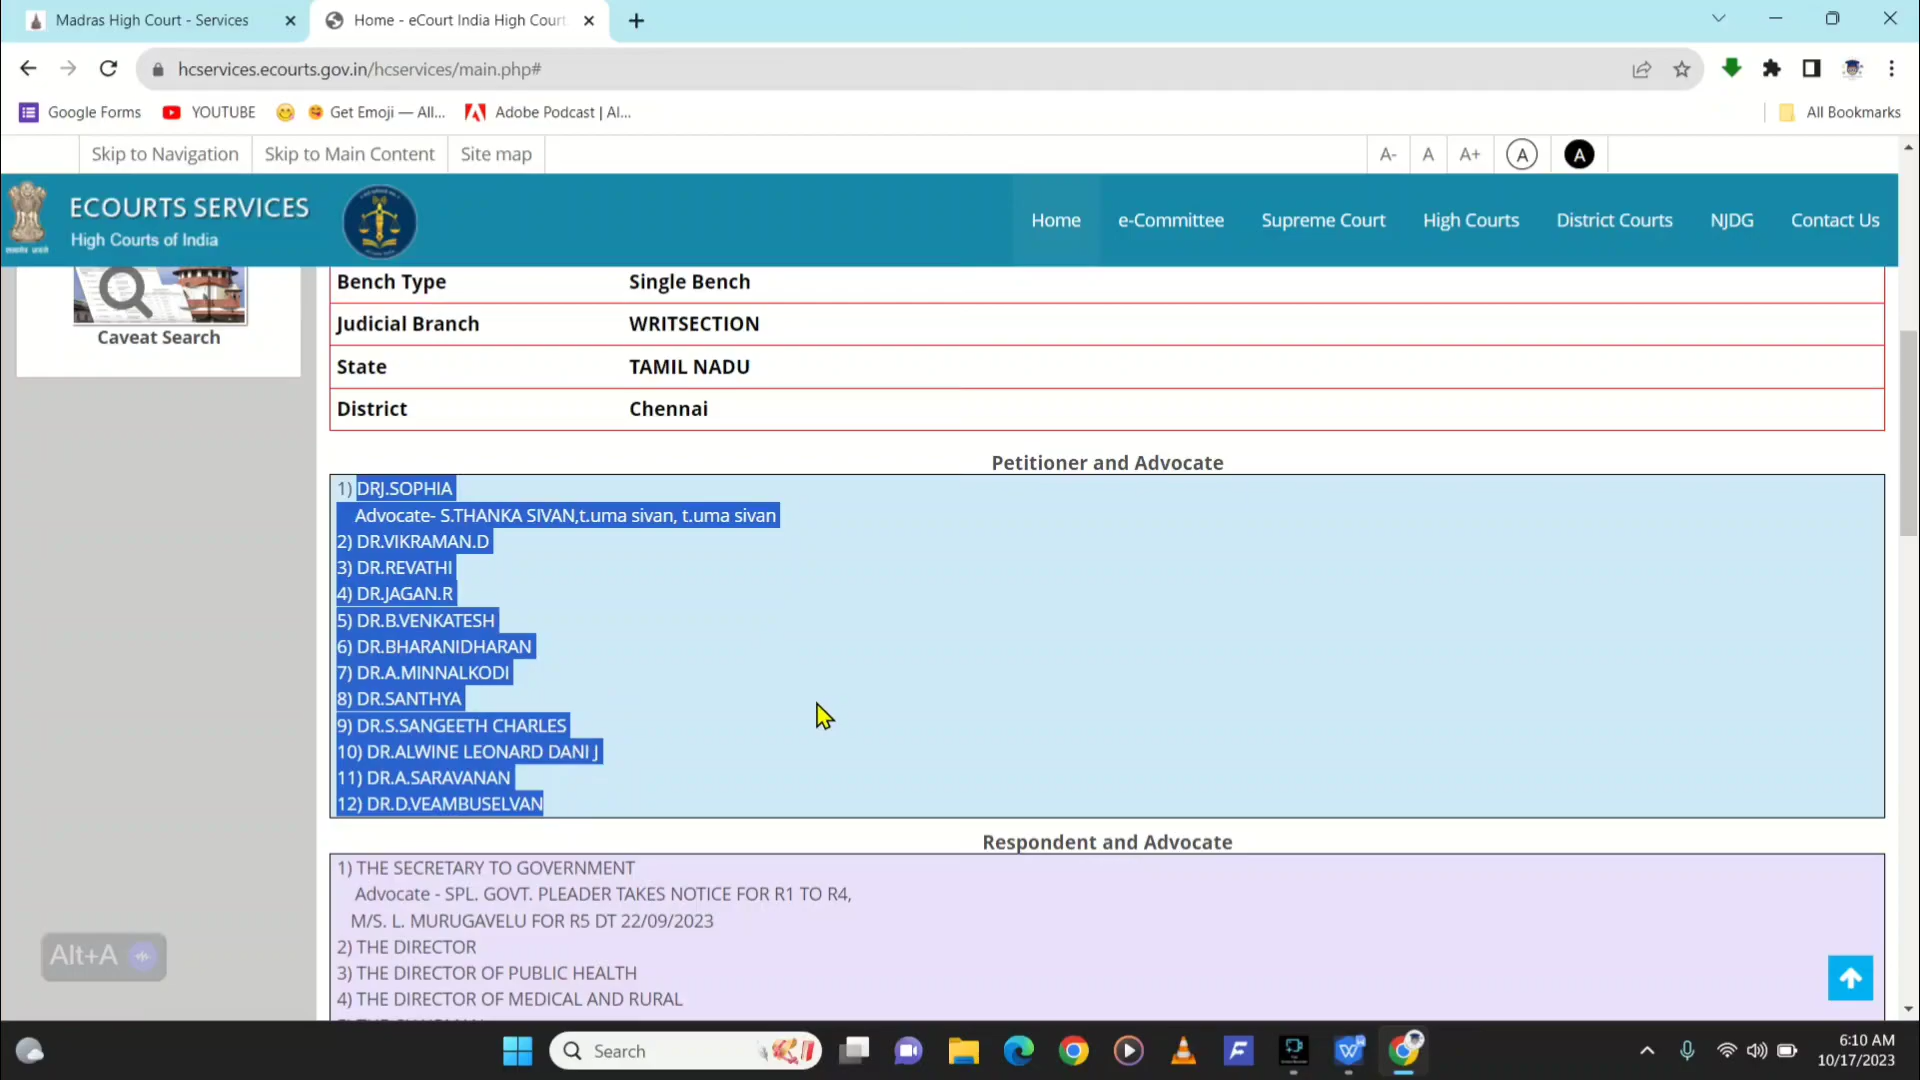 Madras High Court - Services
Home - eCourt India High Court
hcservices.ecourts.gov.in/hcservices/main.php#
Google Forms
YOUTUBE
Get Emoji — All...
Adobe Podcast | AI...
All Bookmarks
Skip to Navigation
Skip to Main Content
Site map
A-
A
A+
A
A
ECOURTS SERVICES
High Courts of India
Home
e-Committee
Supreme Court
High Courts
District Courts
NJDG
Contact Us
Caveat Search
Bench Type Single Bench
Judicial Branch WRITSECTION
State TAMIL NADU
District Chennai
Petitioner and Advocate
1) DRJ.SOPHIA
Advocate- S.THANKA SIVAN,t.uma sivan, t.uma sivan
2) DR.VIKRAMAN.D
3) DR.REVATHI
4) DR.JAGAN.R
5) DR.B.VENKATESH
6) DR.BHARANIDHARAN
7) DR.A.MINNALKODI
8) DR.SANTHYA
9) DR.S.SANGEETH CHARLES
10) DR.ALWINE LEONARD DANI J
11) DR.A.SARAVANAN
12) DR.D.VEAMBUSELVAN
Respondent and Advocate
1) THE SECRETARY TO GOVERNMENT
Advocate - SPL. GOVT. PLEADER TAKES NOTICE FOR R1 TO R4,
M/S. L. MURUGAVELU FOR R5 DT 22/09/2023
2) THE DIRECTOR
3) THE DIRECTOR OF PUBLIC HEALTH
4) THE DIRECTOR OF MEDICAL AND RURAL
Alt+A
Search
6:10 AM
10/17/2023